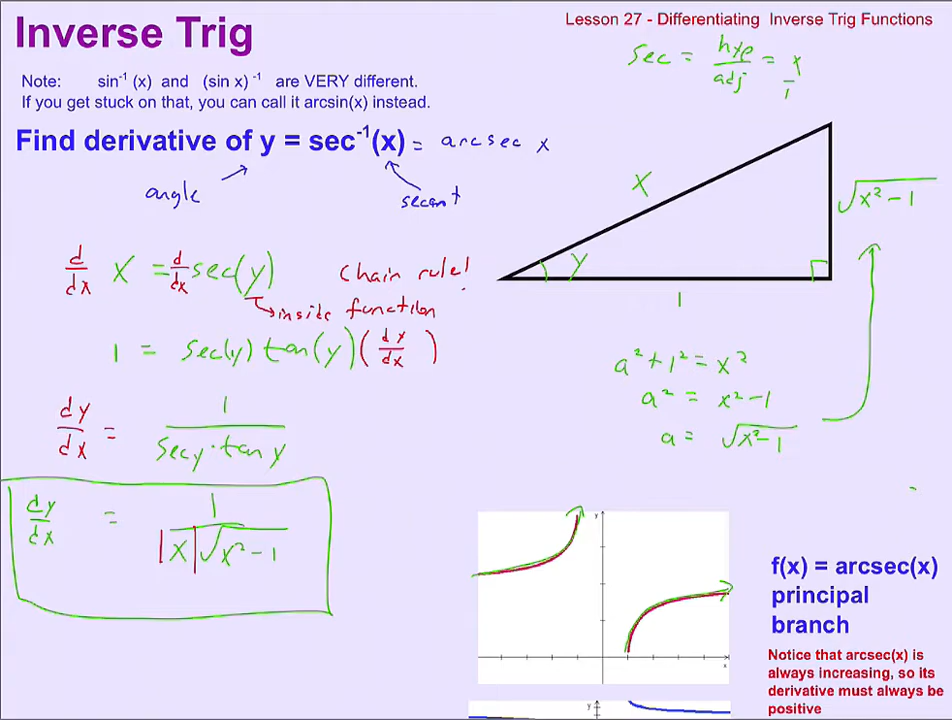 Inverse Trig
Lesson 27 - Differentiating Inverse Trig Functions
Note: sin⁻¹ (x) and (sin x)⁻¹ are VERY different.
If you get stuck on that, you can call it arcsin(x) instead.
Sec = hyp/adj = x/1
Find derivative of y = sec⁻¹(x) = arcsec x
angle
secant
X
√(x² - 1)
y
1
d/dx X = d/dx sec(y)
Chain rule!
inside function
1 = sec(y) tan(y) (dy/dx)
dy/dx = 1/(sec y · tan y)
dy/dx = 1/(|x|√(x² - 1))
a² + 1² = x²
a² = x² - 1
a = √(x² - 1)
y
x
f(x) = arcsec(x)
principal
branch
Notice that arcsec(x) is
always increasing, so its
derivative must always be
positive
y